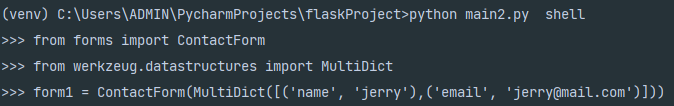 (venv) C:\Users\ADMIN\PycharmProjects\flaskProject>python main2.py  shell
>>> from forms import ContactForm
>>> from werkzeug.datastructures import MultiDict
>>> form1 = ContactForm(MultiDict([('name', 'jerry'),('email', 'jerry@mail.com')]))